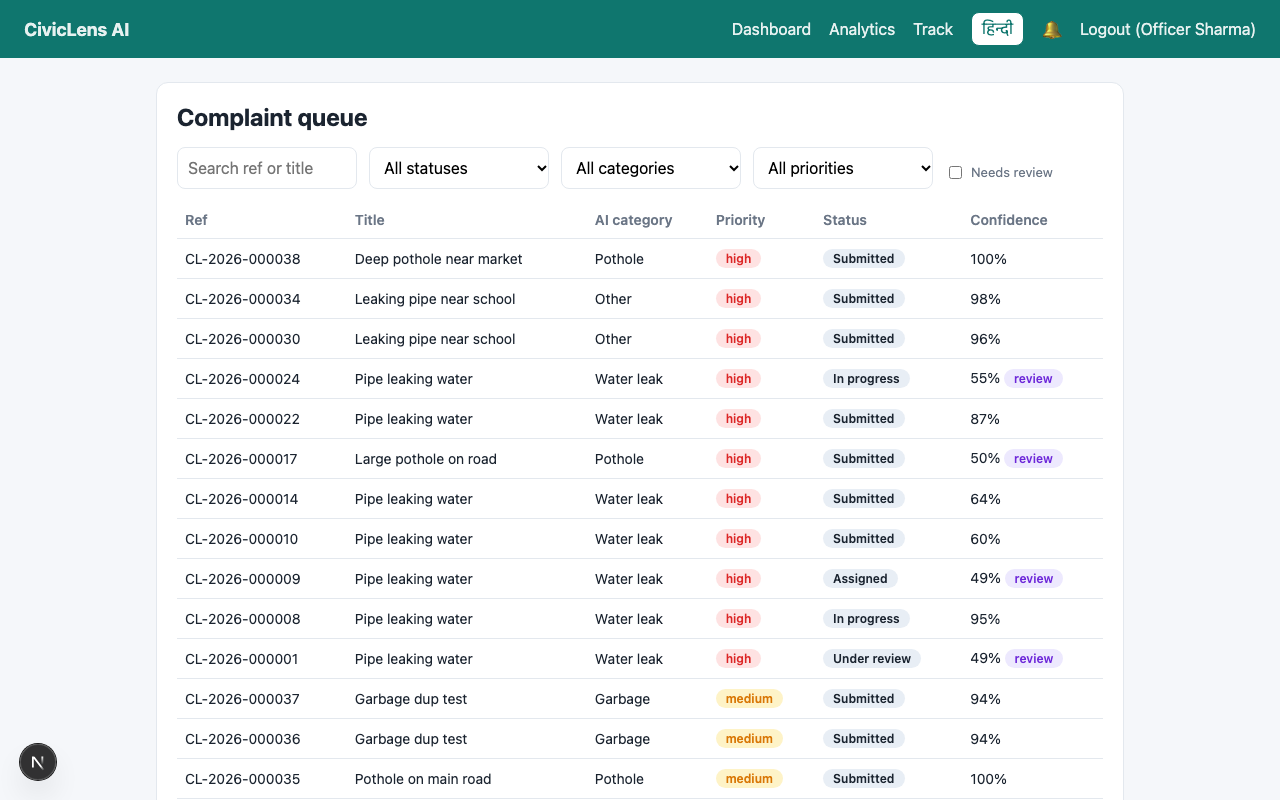 CivicLens AI Dashboard Analytics Track हिन्दी Logout (Officer Sharma)
Complaint queue
Search ref or title All statuses All categories All priorities Needs review
Ref Title AI category Priority Status Confidence
CL-2026-000038 Deep pothole near market Pothole high Submitted 100%
CL-2026-000034 Leaking pipe near school Other high Submitted 98%
CL-2026-000030 Leaking pipe near school Other high Submitted 96%
CL-2026-000024 Pipe leaking water Water leak high In progress 55% review
CL-2026-000022 Pipe leaking water Water leak high Submitted 87%
CL-2026-000017 Large pothole on road Pothole high Submitted 50% review
CL-2026-000014 Pipe leaking water Water leak high Submitted 64%
CL-2026-000010 Pipe leaking water Water leak high Submitted 60%
CL-2026-000009 Pipe leaking water Water leak high Assigned 49% review
CL-2026-000008 Pipe leaking water Water leak high In progress 95%
CL-2026-000001 Pipe leaking water Water leak high Under review 49% review
CL-2026-000037 Garbage dup test Garbage medium Submitted 94%
CL-2026-000036 Garbage dup test Garbage medium Submitted 94%
N
CL-2026-000035 Pothole on main road Pothole medium Submitted 100%